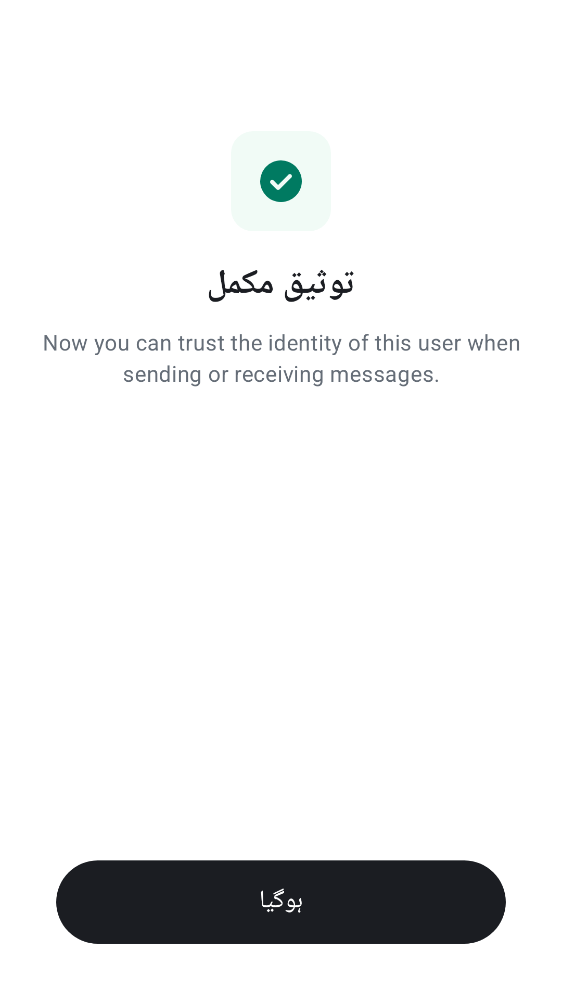 توثیق مکمل
Now you can trust the identity of this user when
sending or receiving messages.
ہوگیا